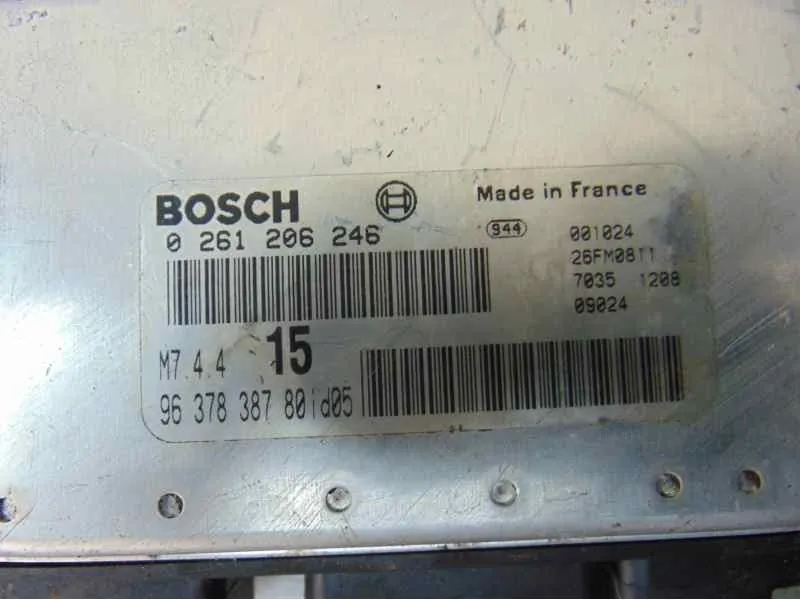 BOSCH
Made in France
0 261 206 246
944
001024
26FM0811
7035 1208
09024
M7.4.4
15
96 378 387 80id05